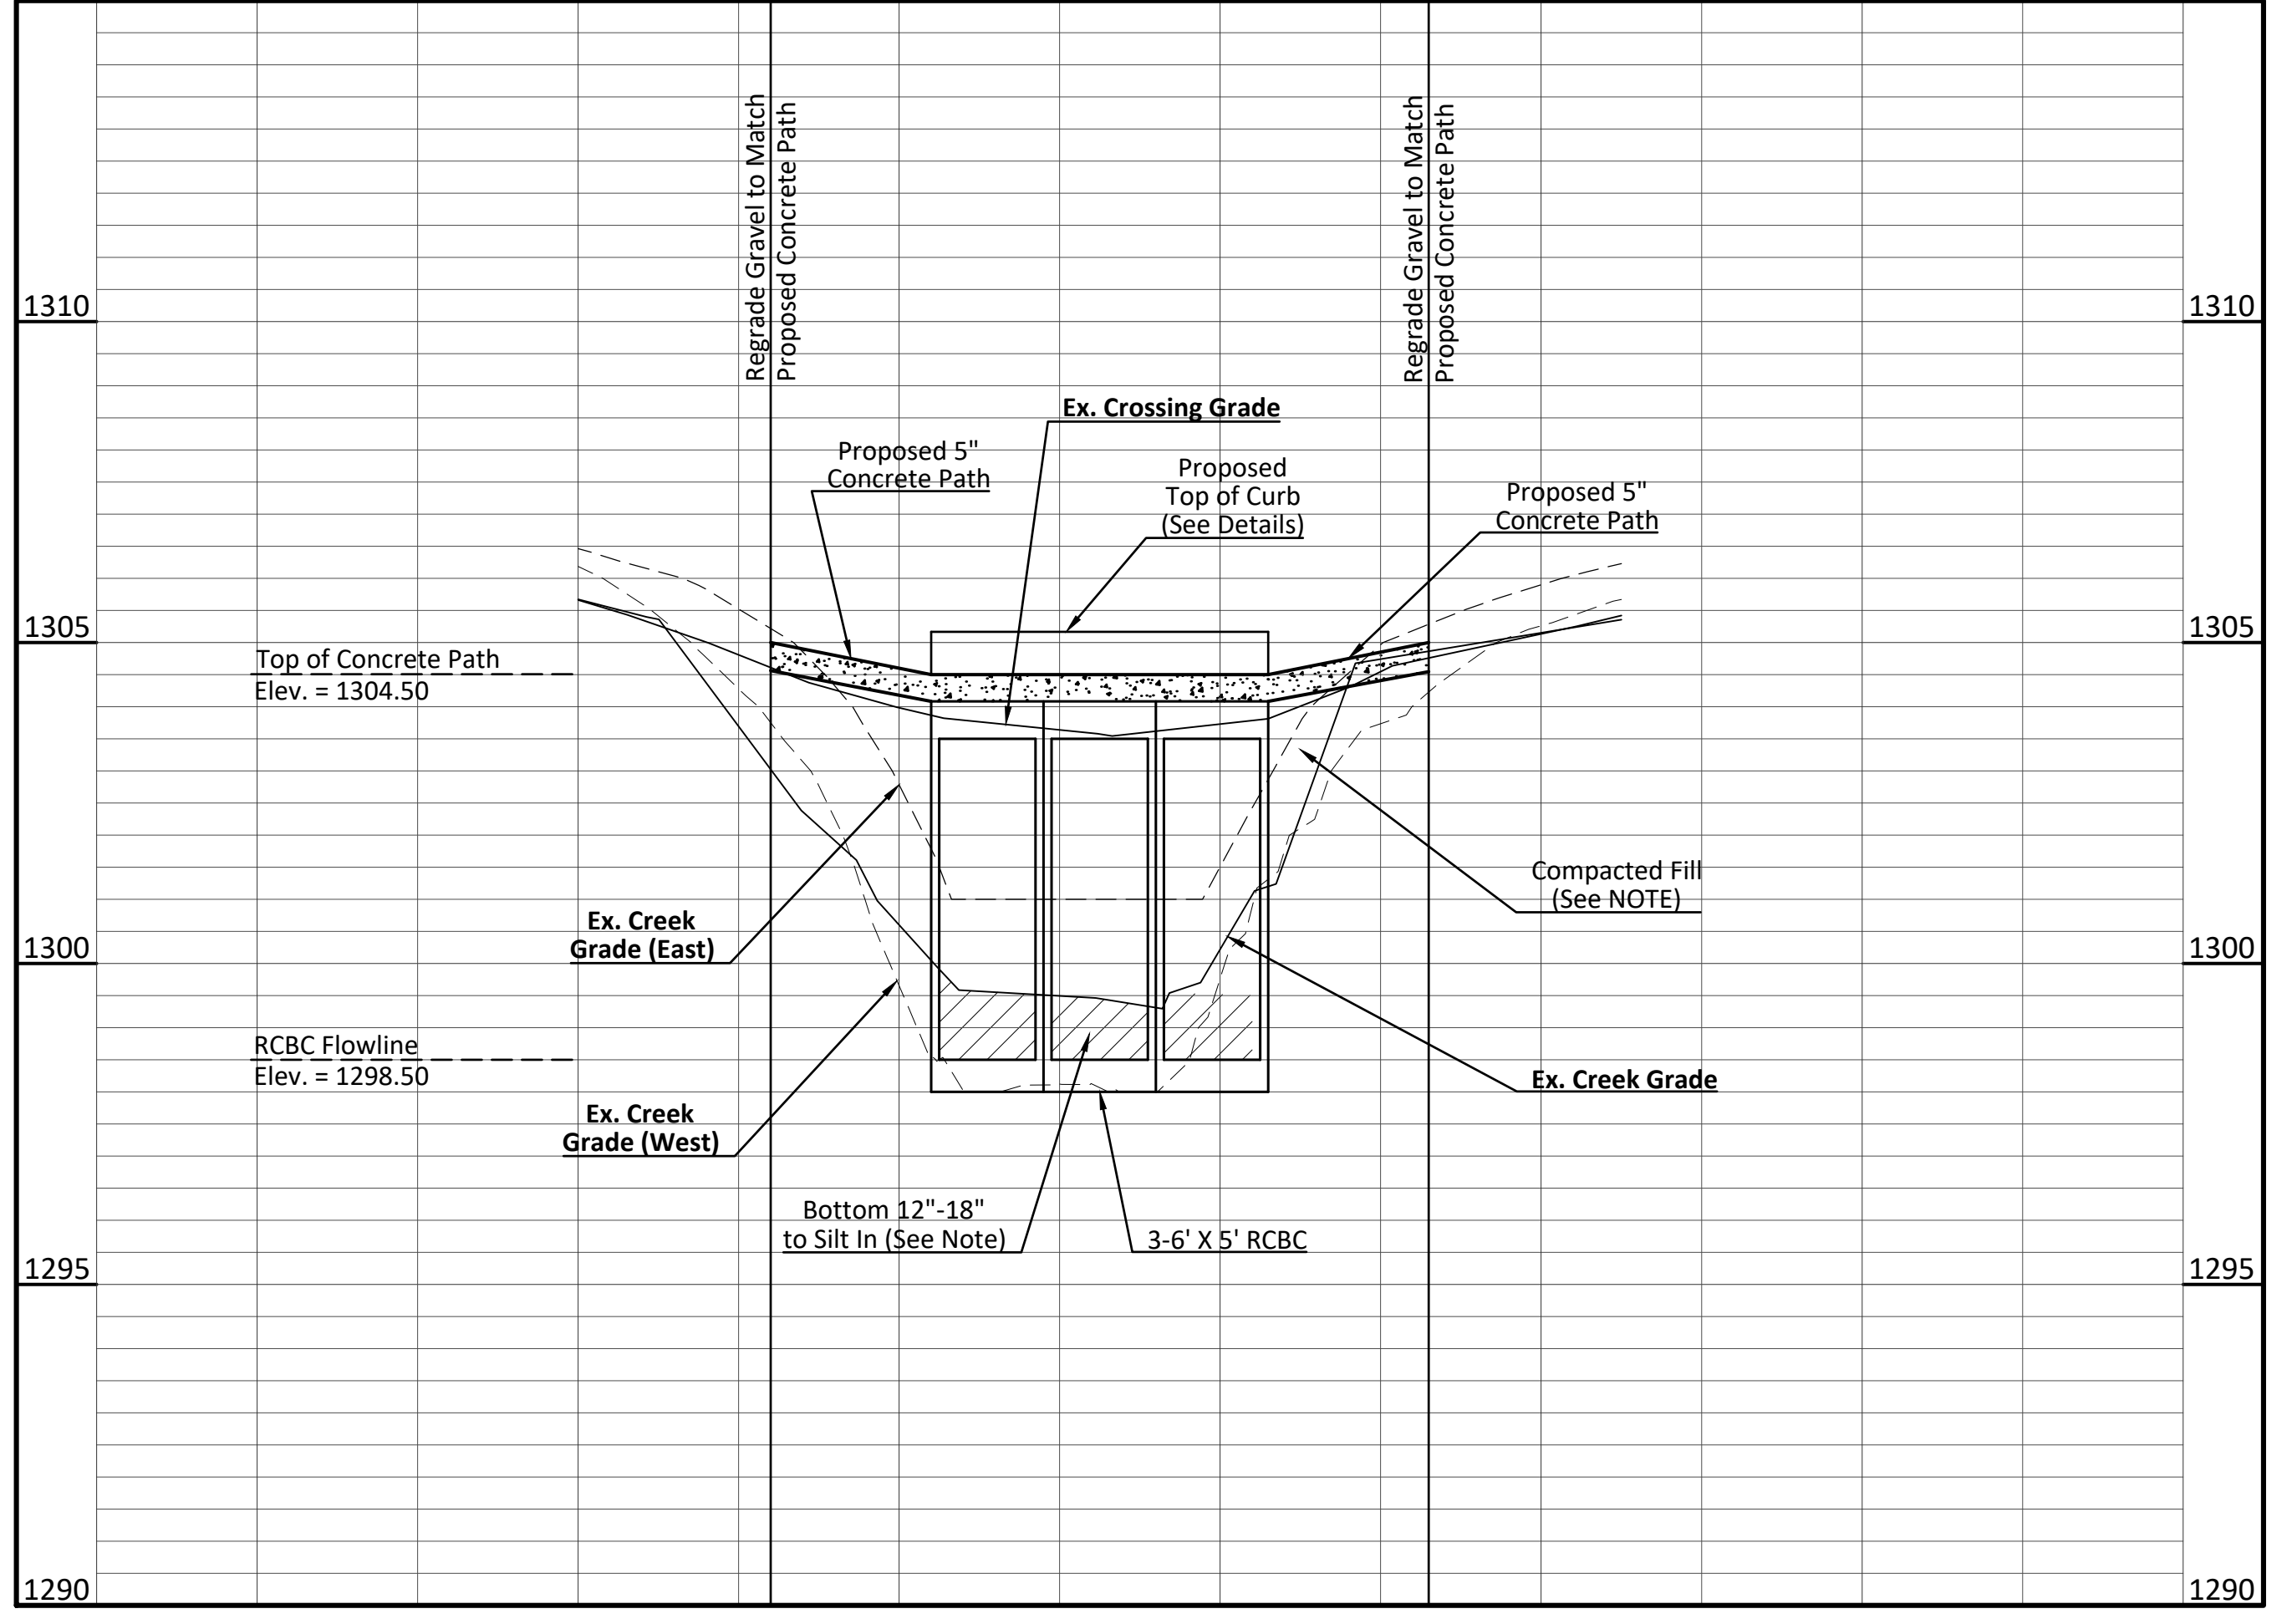 Regrade Gravel to Match
Proposed Concrete Path
Regrade Gravel to Match
Proposed Concrete Path
1310
1310
Ex. Crossing Grade
Proposed 5"
Concrete Path
Proposed
Top of Curb
(See Details)
Proposed 5"
Concrete Path
1305
1305
Top of Concrete Path
Elev. = 1304.50
Compacted Fill
(See NOTE)
Ex. Creek
Grade (East)
1300
1300
RCBC Flowline
Elev. = 1298.50
Ex. Creek Grade
Ex. Creek
Grade (West)
Bottom 12"-18"
to Silt In (See Note)
3-6' X 5' RCBC
1295
1295
1290
1290